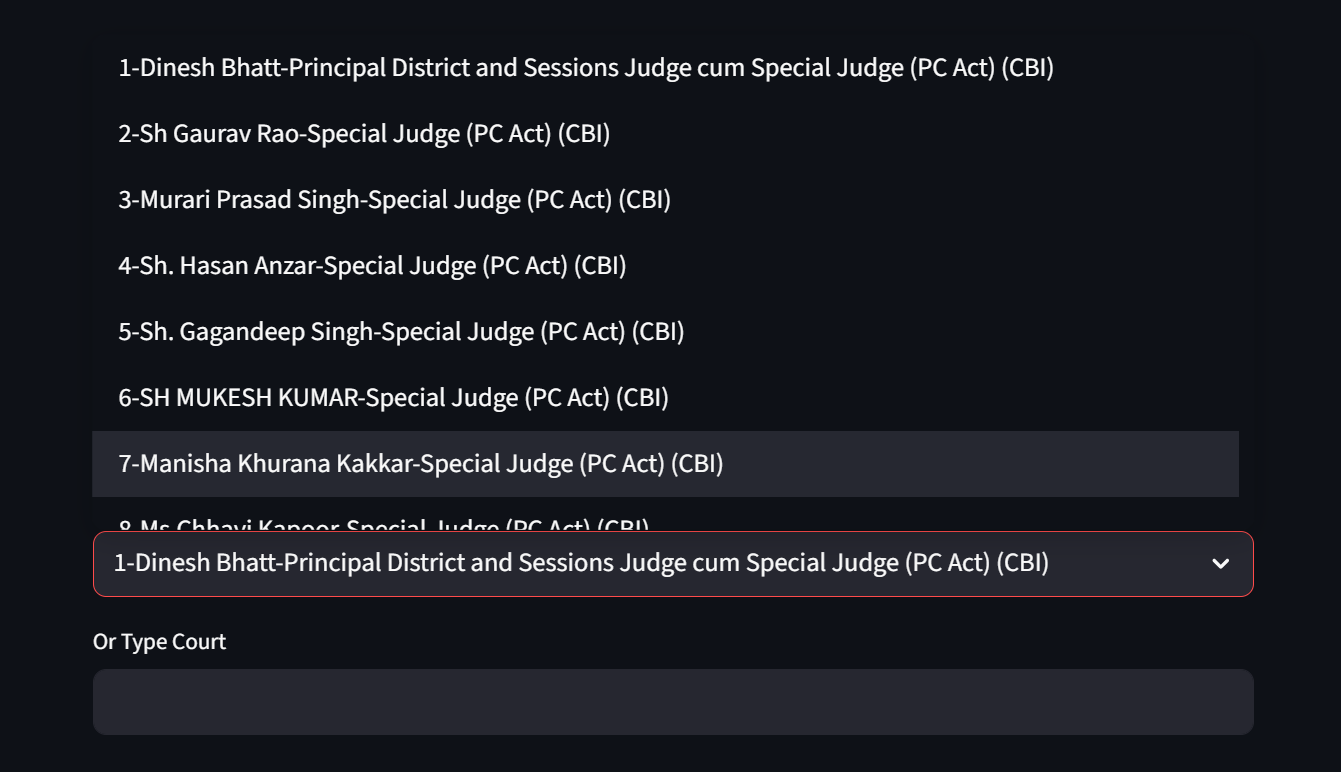 1-Dinesh Bhatt-Principal District and Sessions Judge cum Special Judge (PC Act) (CBI)
2-Sh Gaurav Rao-Special Judge (PC Act) (CBI)
3-Murari Prasad Singh-Special Judge (PC Act) (CBI)
4-Sh. Hasan Anzar-Special Judge (PC Act) (CBI)
5-Sh. Gagandeep Singh-Special Judge (PC Act) (CBI)
6-SH MUKESH KUMAR-Special Judge (PC Act) (CBI)
7-Manisha Khurana Kakkar-Special Judge (PC Act) (CBI)
8-Ms Chhavi Kapoor-Special Judge (PC Act) (CBI)
1-Dinesh Bhatt-Principal District and Sessions Judge cum Special Judge (PC Act) (CBI)
Or Type Court